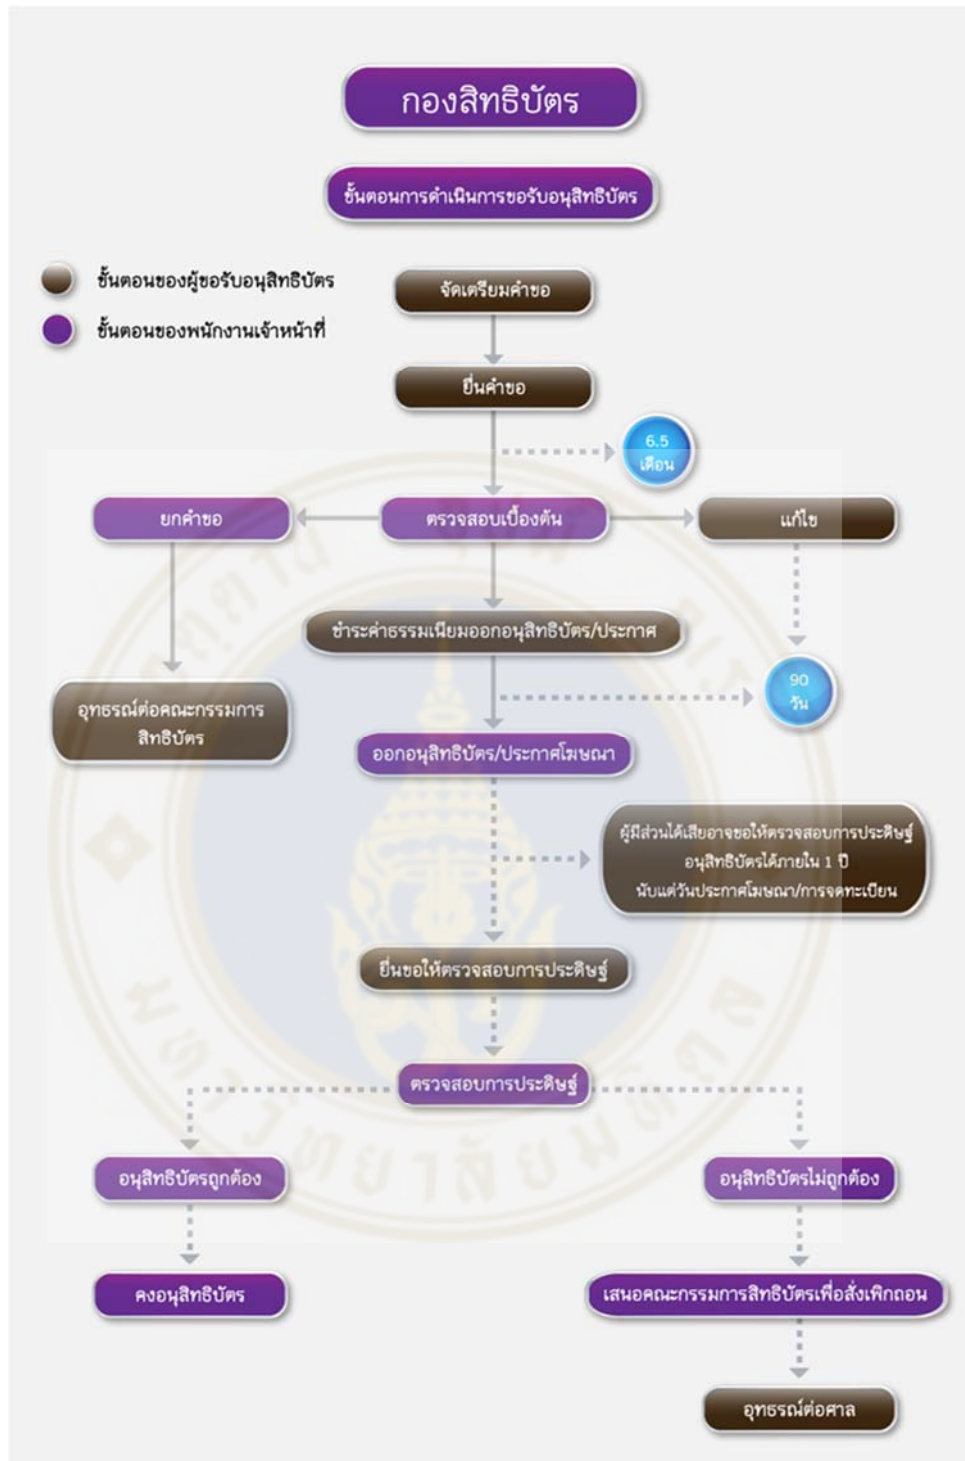 กองสิทธิบัตร
ขั้นตอนการดำเนินการขอรับอนุสิทธิบัตร
ขั้นตอนของผู้ขอรับอนุสิทธิบัตร
ขั้นตอนของพนักงานเจ้าหน้าที่
จัดเตรียมคำขอ
ยื่นคำขอ
6.5
เดือน
ยกคำขอ
ตรวจสอบเบื้องต้น
แก้ไข
ชำระค่าธรรมเนียมออกอนุสิทธิบัตร/ประกาศ
90
วัน
อุทธรณ์ต่อคณะกรรมการ
สิทธิบัตร
ออกอนุสิทธิบัตร/ประกาศโฆษณา
ผู้มีส่วนได้เสียอาจขอให้ตรวจสอบการประดิษฐ์
อนุสิทธิบัตรได้ภายใน 1 ปี
นับแต่วันประกาศโฆษณา/การจดทะเบียน
ยื่นขอให้ตรวจสอบการประดิษฐ์
ตรวจสอบการประดิษฐ์
อนุสิทธิบัตรถูกต้อง
อนุสิทธิบัตรไม่ถูกต้อง
คงอนุสิทธิบัตร
เสนอคณะกรรมการสิทธิบัตรเพื่อสั่งเพิกถอน
อุทธรณ์ต่อศาล
มหาวิทยาลัยมหิดล